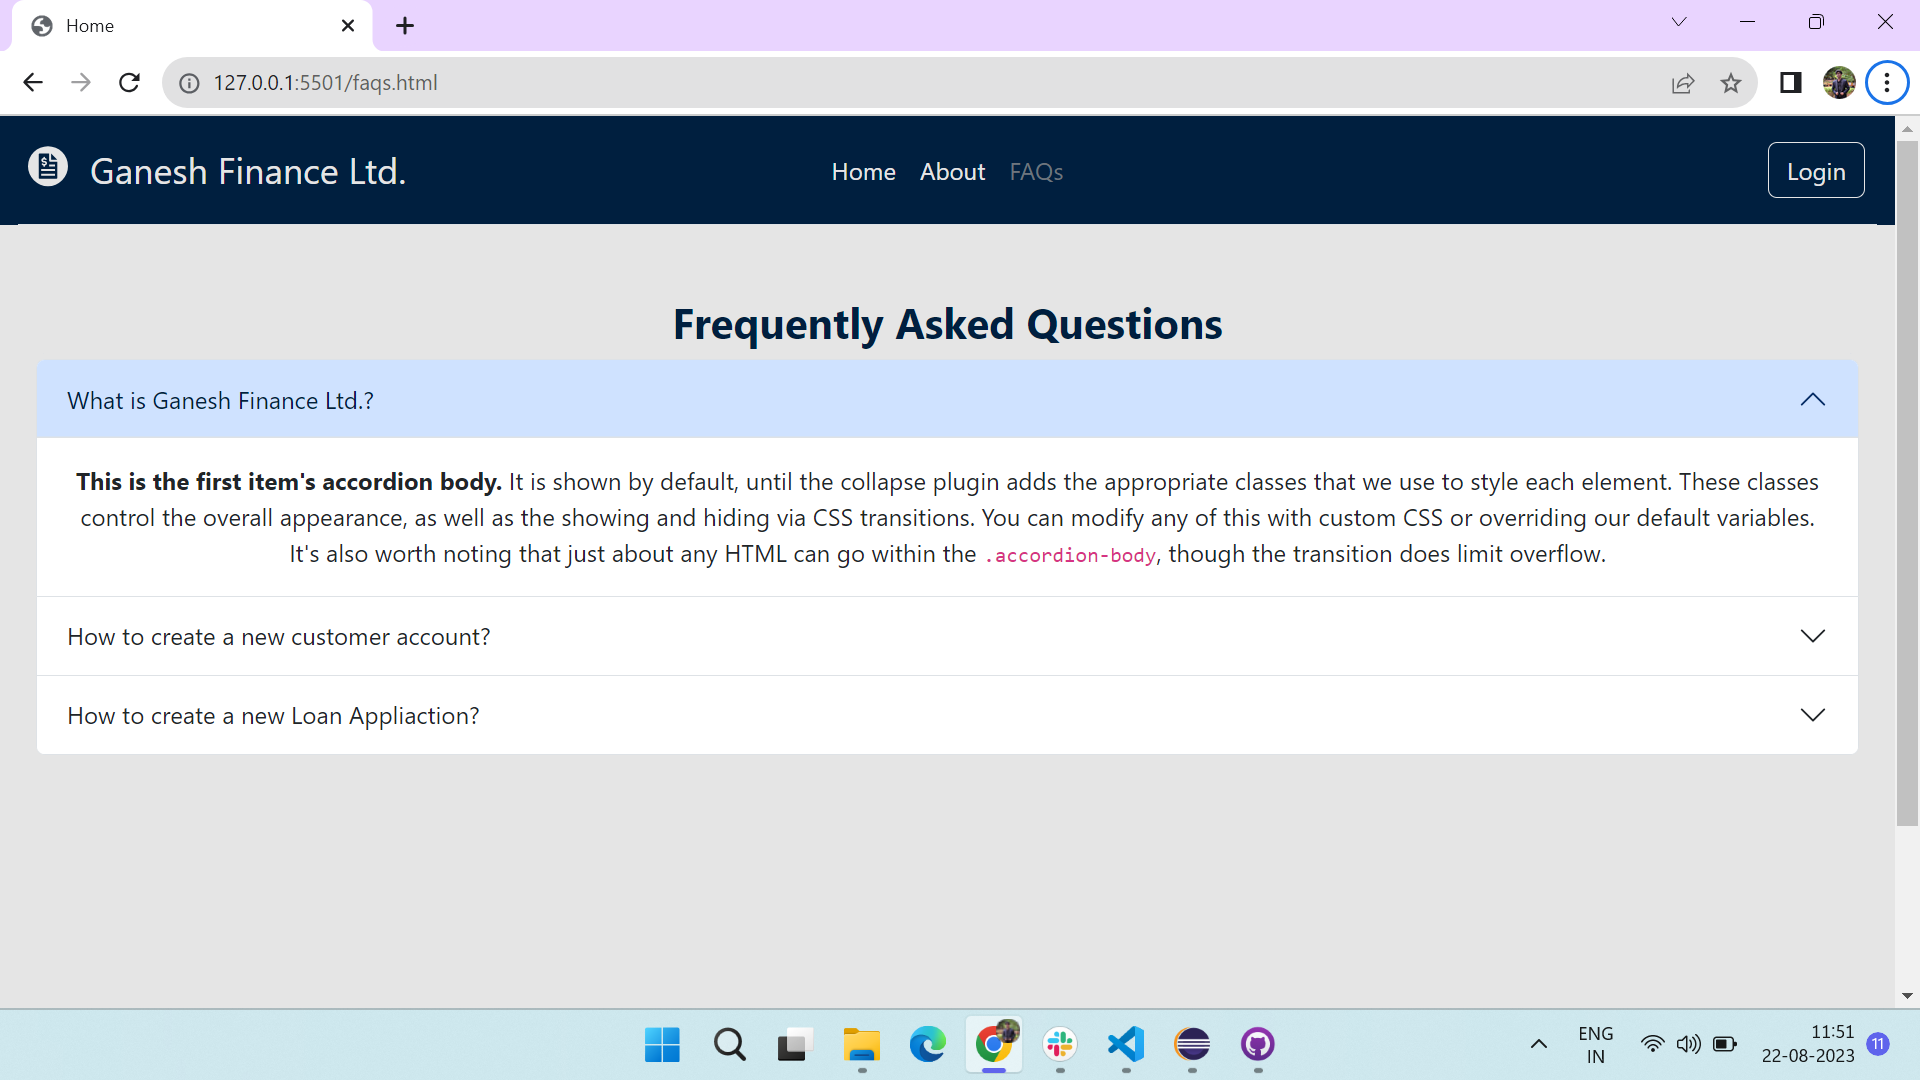 Home
127.0.0.1:5501/faqs.html
Ganesh Finance Ltd.
Home About FAQs
Login
Frequently Asked Questions
What is Ganesh Finance Ltd.?
This is the first item's accordion body. It is shown by default, until the collapse plugin adds the appropriate classes that we use to style each element. These classes
control the overall appearance, as well as the showing and hiding via CSS transitions. You can modify any of this with custom CSS or overriding our default variables.
It's also worth noting that just about any HTML can go within the .accordion-body, though the transition does limit overflow.
How to create a new customer account?
How to create a new Loan Appliaction?
ENG
IN
11:51
22-08-2023
11